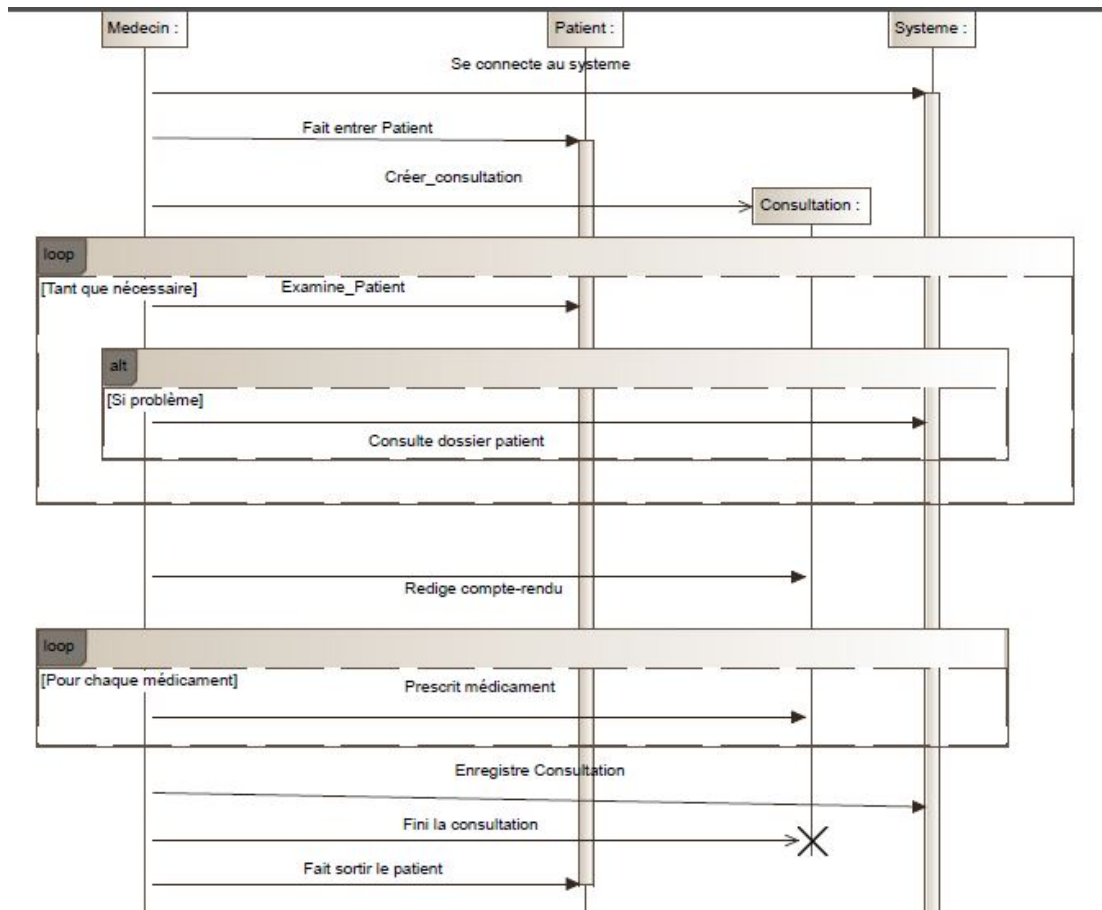 Medecin :
Patient :
Systeme :
Se connecte au systeme
Fait entrer Patient
Créer_consultation
Consultation :
loop
[Tant que nécessaire]
Examine_Patient
alt
[Si problème]
Consulte dossier patient
Redige compte-rendu
loop
[Pour chaque médicament]
Prescrit médicament
Enregistre Consultation
Fini la consultation
Fait sortir le patient